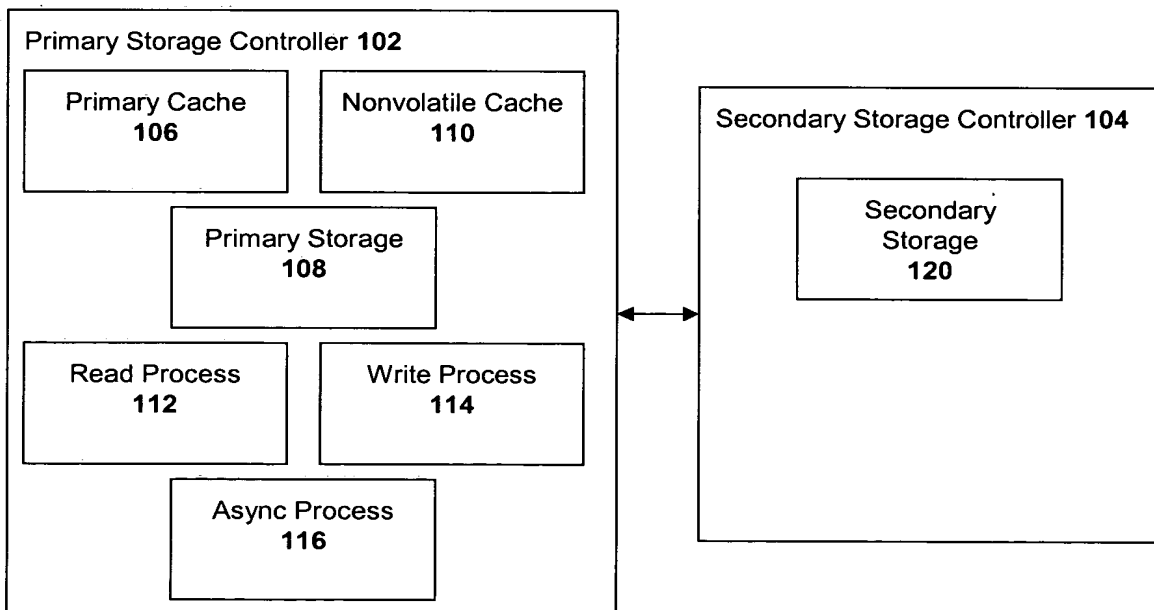 Primary Storage Controller 102
Primary Cache
106
Nonvolatile Cache
110
Primary Storage
108
Read Process
112
Write Process
114
Async Process
116
Secondary Storage Controller 104
Secondary
Storage
120